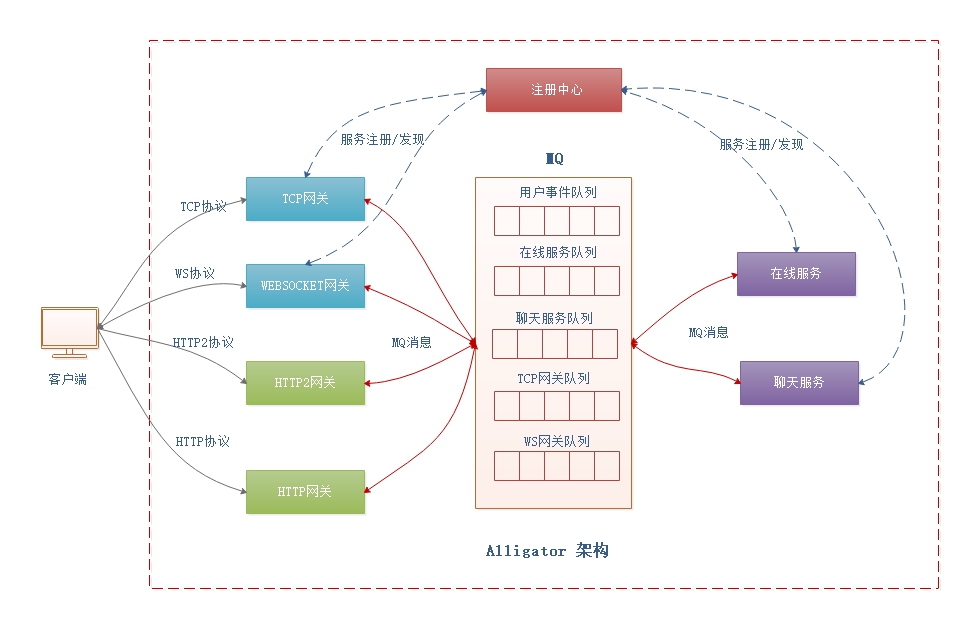 注册中心
服务注册/发现
服务注册/发现
MQ
TCP网关
用户事件队列
TCP协议
在线服务队列
WS协议
WEBSOCKET网关
在线服务
聊天服务队列
MQ消息
HTTP2协议
MQ消息
客户端
HTTP2网关
TCP网关队列
聊天服务
HTTP协议
WS网关队列
HTTP网关
Alligator 架构